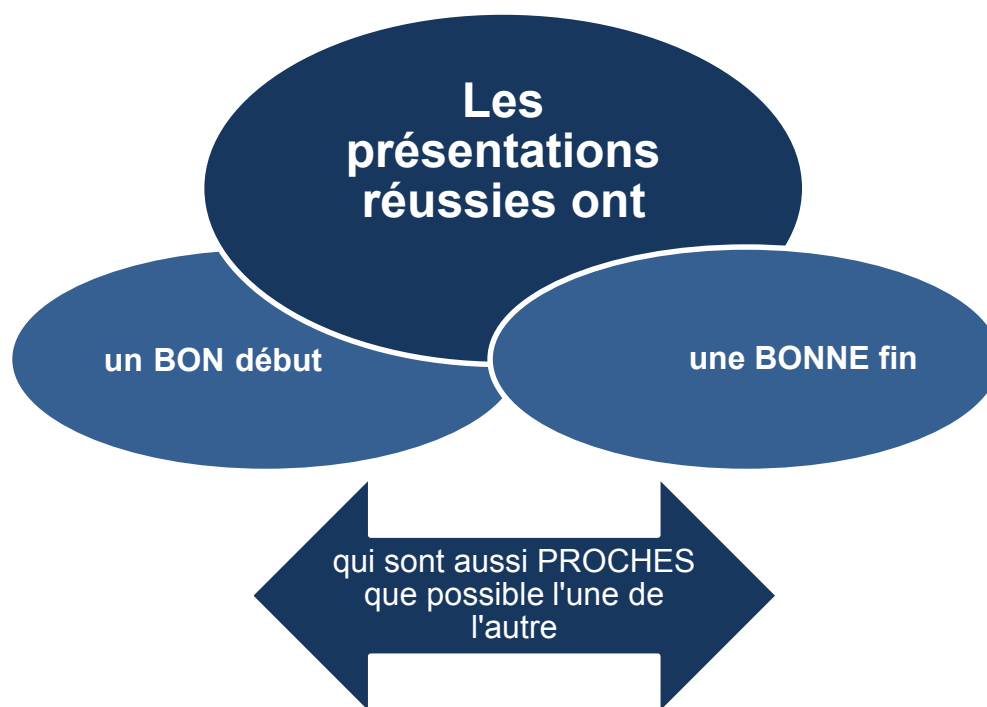 Les
présentations
réussies ont
un BON début
une BONNE fin
qui sont aussi PROCHES
que possible l'une de
l'autre